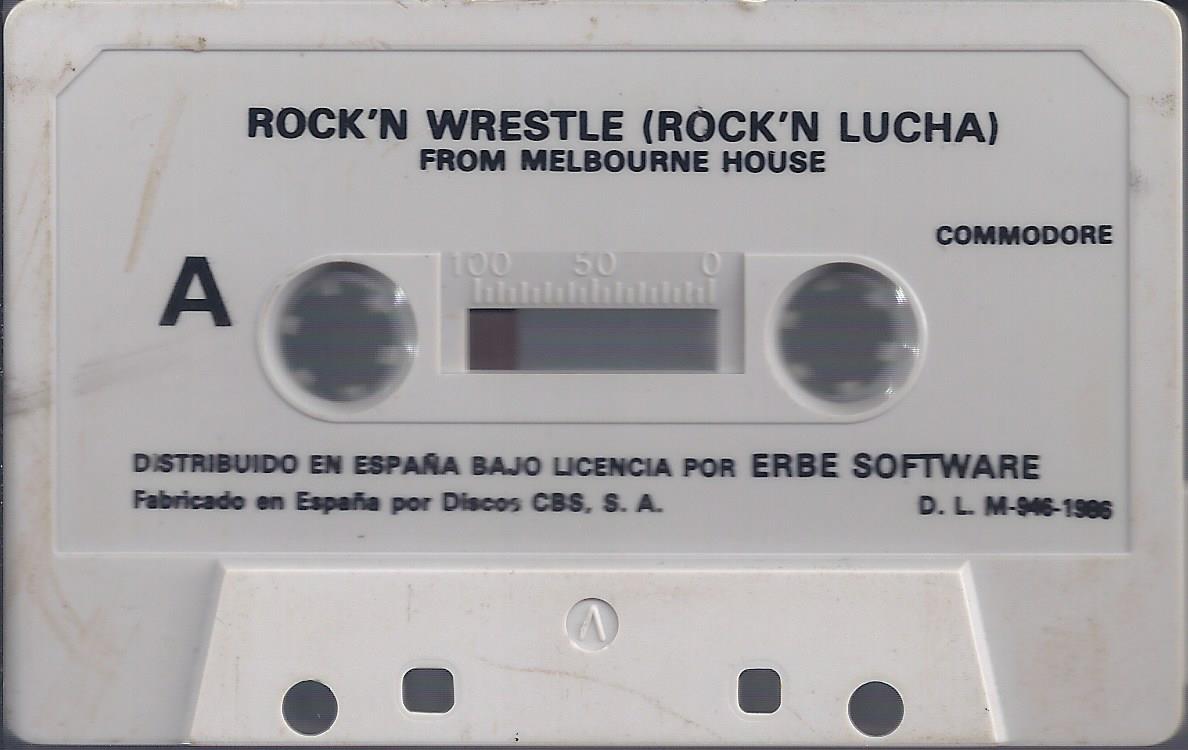 ROCK'N WRESTLE (ROCK'N LUCHA)
FROM MELBOURNE HOUSE
COMMODORE
A
100 50 0
DISTRIBUIDO EN ESPAÑA BAJO LICENCIA POR ERBE SOFTWARE
Fabricado en España por Discos CBS, S. A. D. L. M-946-1986